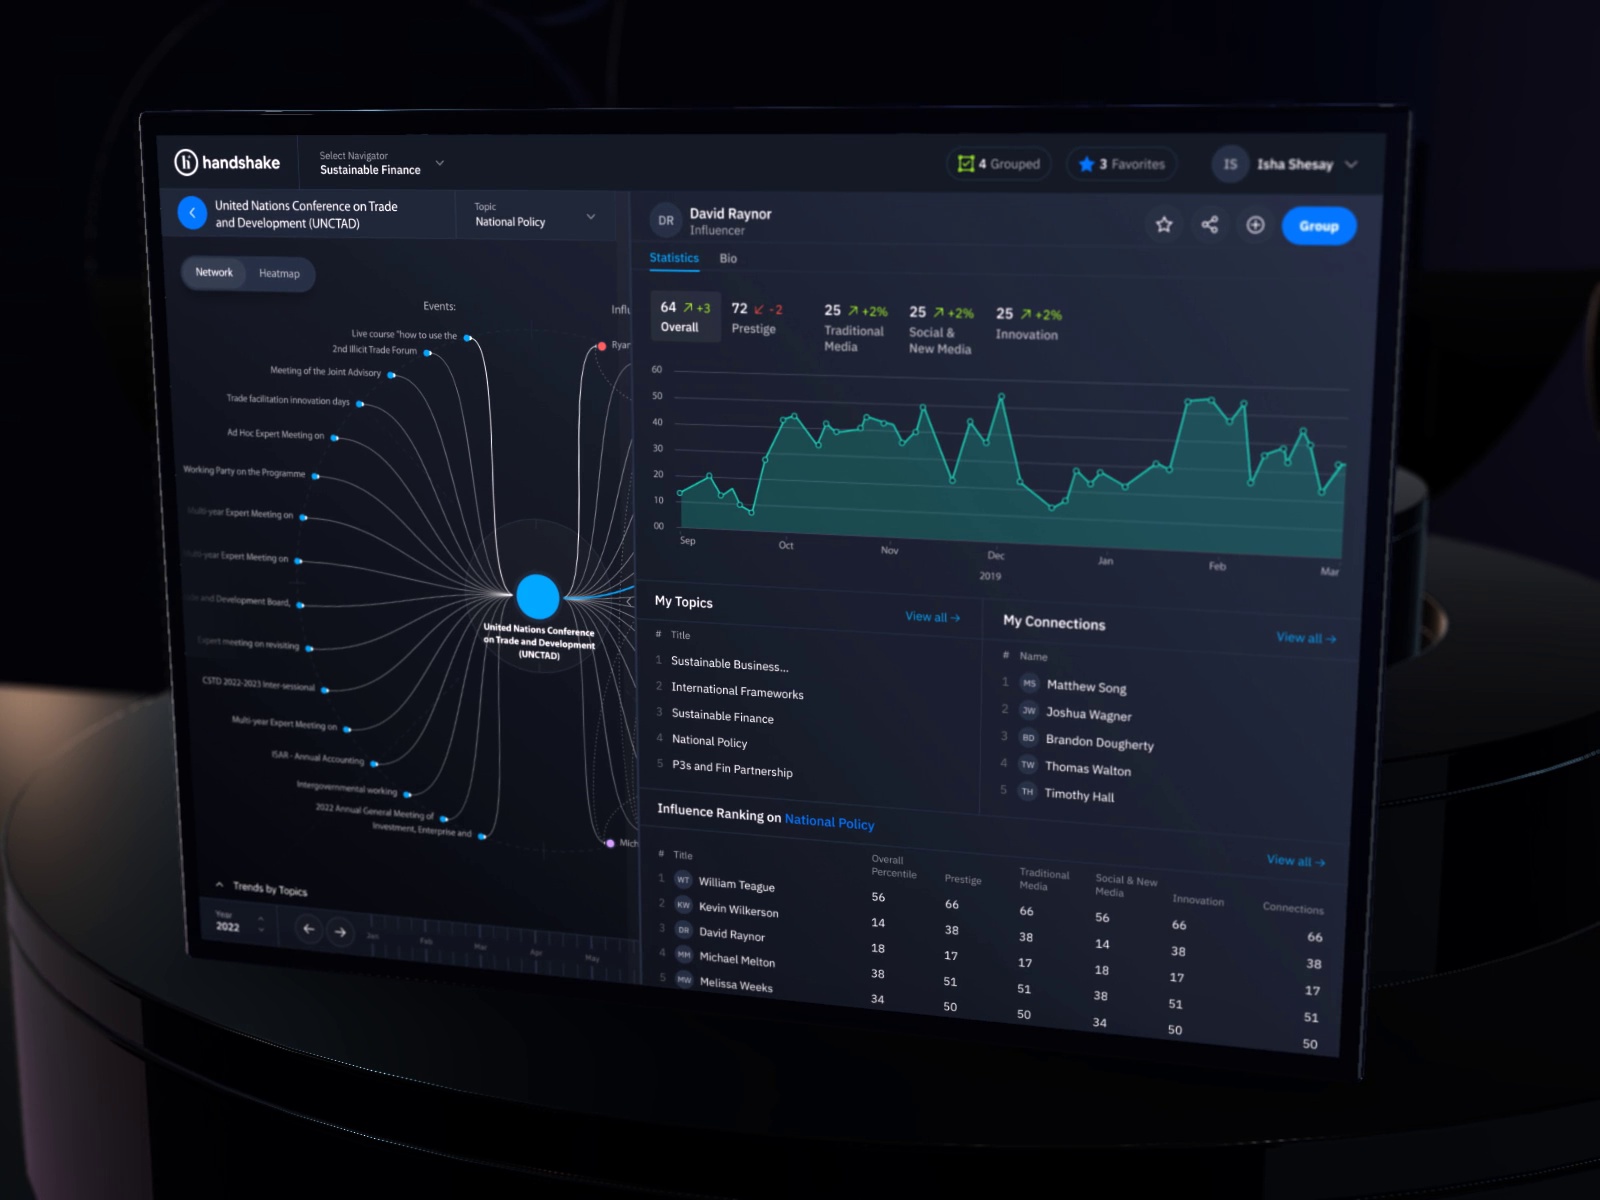 handshake
Select Navigator
Sustainable Finance
4 Grouped
3 Favorites
IS
Isha Shesay
United Nations Conference on Trade
and Development (UNCTAD)
Topic
National Policy
Network
Heatmap
Events:
Live course "how to use the
2nd Illicit Trade Forum
Meeting of the Joint Advisory
Trade facilitation innovation days
Ad Hoc Expert Meeting on
Working Party on the Programme
Multi-year Expert Meeting on
Multi-year Expert Meeting on
and Development Board,
Expert meeting on revisiting
CSTD 2022-2023 Inter-sessional
Multi-year Expert Meeting on
ISAR - Annual Accounting
Intergovernmental working
2022 Annual General Meeting of
Investment, Enterprise and
Influ
Ryan
Mich
United Nations Conference
on Trade and Development
(UNCTAD)
Trends by Topics
Year
2022
Jan Feb Mar Apr May
DR
David Raynor
Influencer
Group
Statistics
Bio
64 +3
Overall
72 -2
Prestige
25 +2%
Traditional
Media
25 +2%
Social &
New Media
25 +2%
Innovation
60
50
40
30
20
10
00
Sep Oct Nov Dec Jan Feb Mar
2019
My Topics
View all →
# Title
1 Sustainable Business...
2 International Frameworks
3 Sustainable Finance
4 National Policy
5 P3s and Fin Partnership
My Connections
View all →
# Name
1 MS Matthew Song
2 JW Joshua Wagner
3 BD Brandon Dougherty
4 TW Thomas Walton
5 TH Timothy Hall
Influence Ranking on National Policy
View all →
# Title Overall Percentile Prestige Traditional Media Social & New Media Innovation Connections
1 WT William Teague 56 66 66 56 66 66
2 KW Kevin Wilkerson 14 38 38 14 38 38
3 DR David Raynor 18 17 17 18 17 17
4 MM Michael Melton 38 51 51 38 51 51
5 MW Melissa Weeks 34 50 50 34 50 50